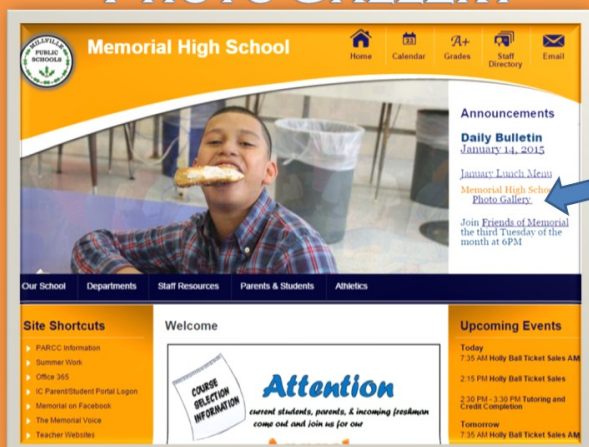 PHOTO GALLERY
MILLVILLE
PUBLIC
SCHOOLS
Memorial High School
Home
23
Calendar
A+
Grades
Staff
Directory
Email
Announcements
Daily Bulletin
January 14, 2015
January Lunch Menu
Memorial High School
Photo Gallery
Join Friends of Memorial
the third Tuesday of the
month at 6PM
Our School Departments Staff Resources Parents & Students Athletics
Site Shortcuts
PARCC Information
Summer Work
Office 365
IC Parent/Student Portal Logon
Memorial on Facebook
The Memorial Voice
Teacher Websites
Welcome
COURSE
SELECTION
INFORMATION
Attention
current students, parents, & incoming freshman
come out and join us for our
Upcoming Events
Today
7:35 AM Holly Ball Ticket Sales AM
2:15 PM Holly Ball Ticket Sales
2:30 PM - 3:30 PM Tutoring and
Credit Completion
Tomorrow
7:35 AM Holly Ball Ticket Sales AM